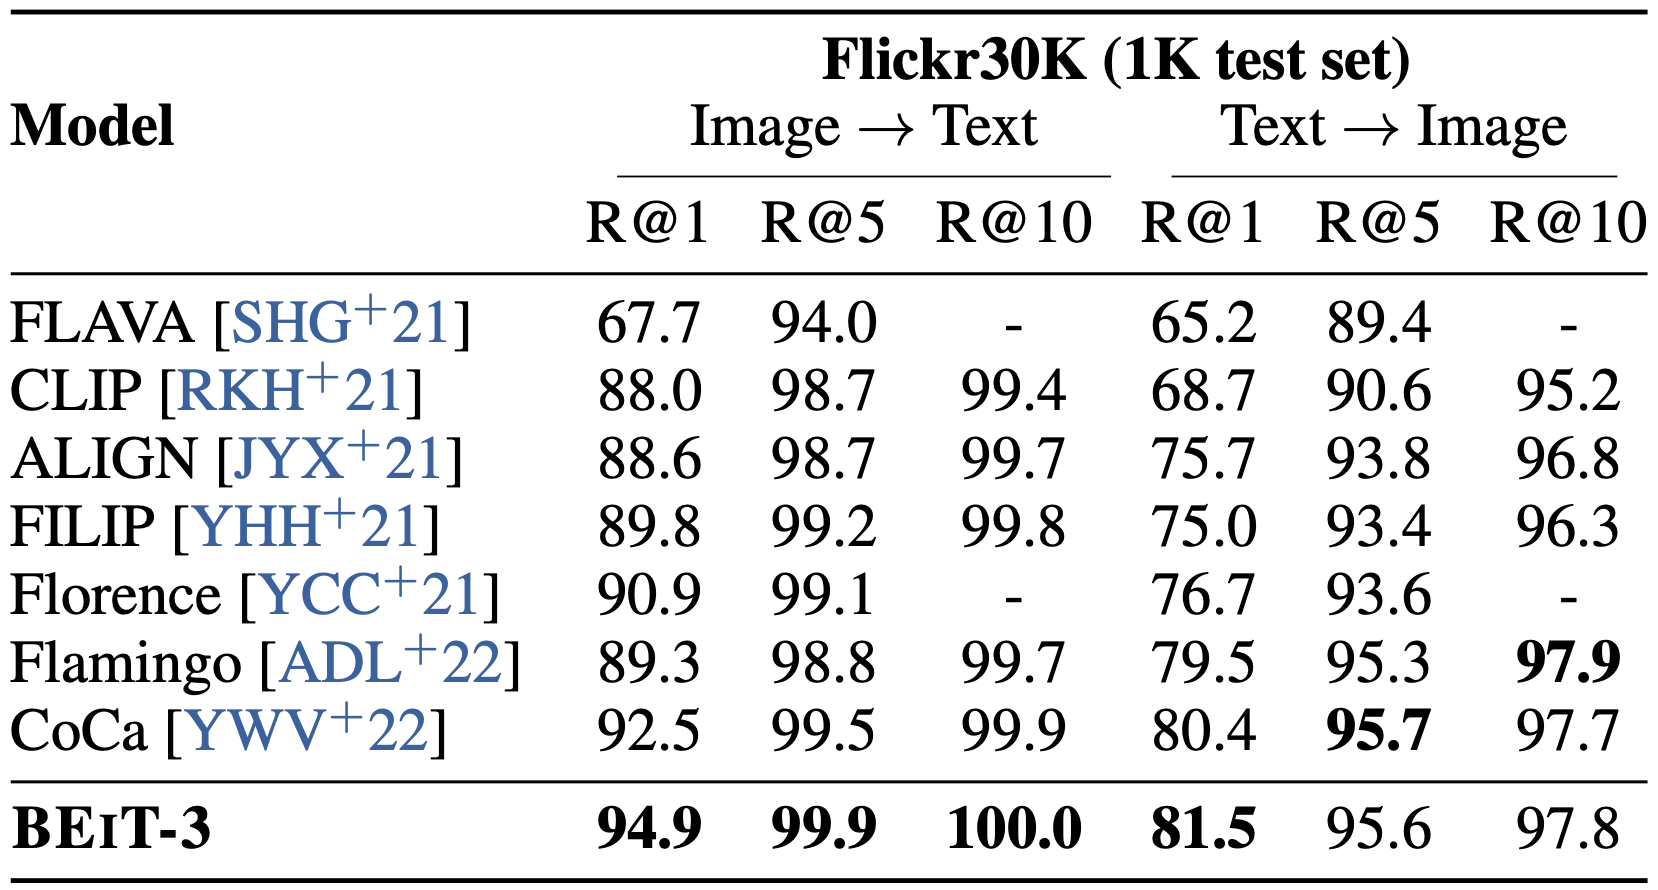 Flickr30K (1K test set)
Model Image → Text Text → Image
R@1 R@5 R@10 R@1 R@5 R@10
FLAVA [SHG+21] 67.7 94.0 - 65.2 89.4 -
CLIP [RKH+21] 88.0 98.7 99.4 68.7 90.6 95.2
ALIGN [JYX+21] 88.6 98.7 99.7 75.7 93.8 96.8
FILIP [YHH+21] 89.8 99.2 99.8 75.0 93.4 96.3
Florence [YCC+21] 90.9 99.1 - 76.7 93.6 -
Flamingo [ADL+22] 89.3 98.8 99.7 79.5 95.3 97.9
CoCa [YWV+22] 92.5 99.5 99.9 80.4 95.7 97.7
BEIT-3 94.9 99.9 100.0 81.5 95.6 97.8